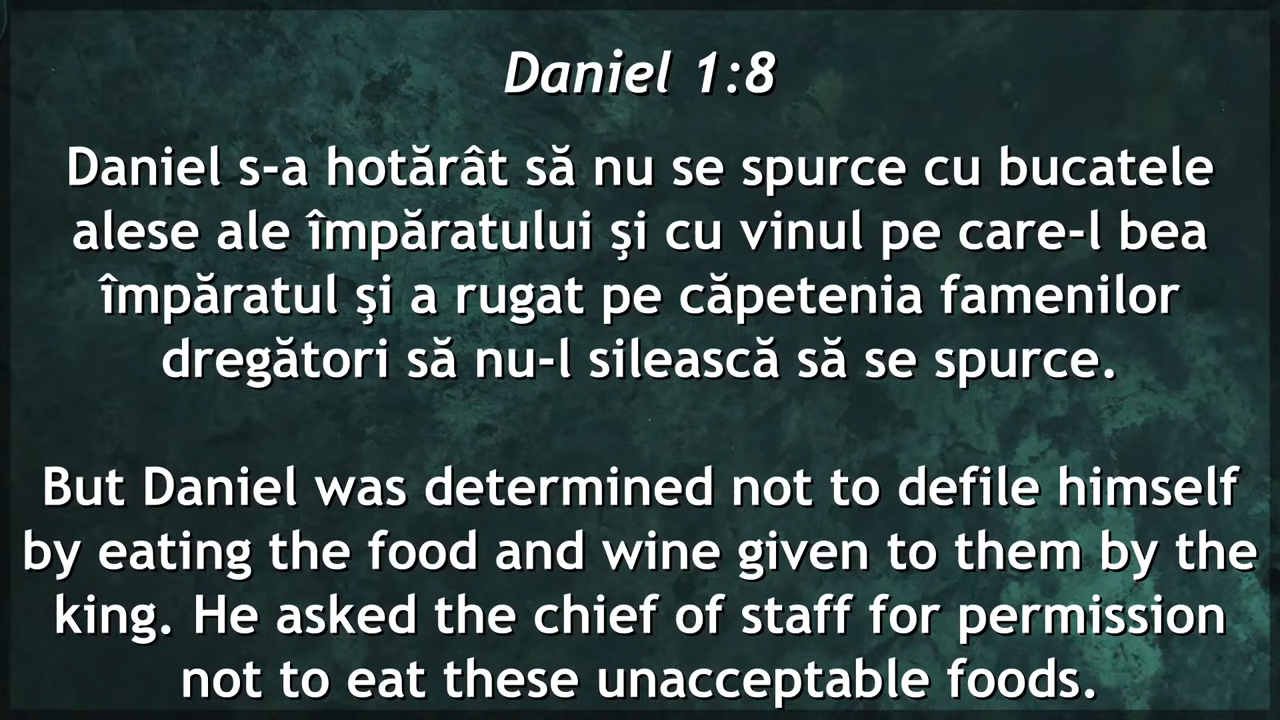 Daniel 1:8
Daniel s-a hotărât să nu se spurce cu bucatele
alese ale împăratului şi cu vinul pe care-l bea
împăratul şi a rugat pe căpetenia famenilor
dregători să nu-l silească să se spurce.
But Daniel was determined not to defile himself
by eating the food and wine given to them by the
king. He asked the chief of staff for permission
not to eat these unacceptable foods.